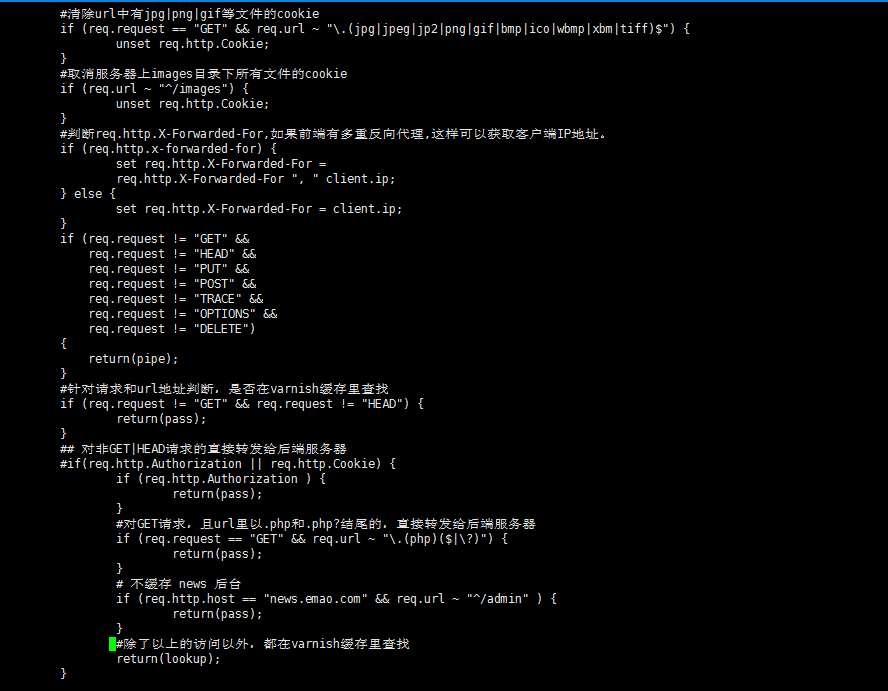 #清除url中有jpg|png|gif等文件的cookie
if (req.request == "GET" && req.url ~ "\.(jpg|jpeg|jp2|png|gif|bmp|ico|wbmp|xbm|tiff)$") {
unset req.http.Cookie;
}
#取消服务器上images目录下所有文件的cookie
if (req.url ~ "^/images") {
unset req.http.Cookie;
}
#判断req.http.X-Forwarded-For,如果前端有多重反向代理,这样可以获取客户端IP地址。
if (req.http.x-forwarded-for) {
set req.http.X-Forwarded-For =
req.http.X-Forwarded-For ", " client.ip;
} else {
set req.http.X-Forwarded-For = client.ip;
}
if (req.request != "GET" &&
req.request != "HEAD" &&
req.request != "PUT" &&
req.request != "POST" &&
req.request != "TRACE" &&
req.request != "OPTIONS" &&
req.request != "DELETE")
{
return(pipe);
}
#针对请求和url地址判断，是否在varnish缓存里查找
if (req.request != "GET" && req.request != "HEAD") {
return(pass);
}
## 对非GET|HEAD请求的直接转发给后端服务器
#if(req.http.Authorization || req.http.Cookie) {
if (req.http.Authorization ) {
return(pass);
}
#对GET请求，且url里以.php和.php?结尾的，直接转发给后端服务器
if (req.request == "GET" && req.url ~ "\.(php)($|\?)") {
return(pass);
}
# 不缓存 news 后台
if (req.http.host == "news.emao.com" && req.url ~ "^/admin" ) {
return(pass);
}
#除了以上的访问以外，都在varnish缓存里查找
return(lookup);
}